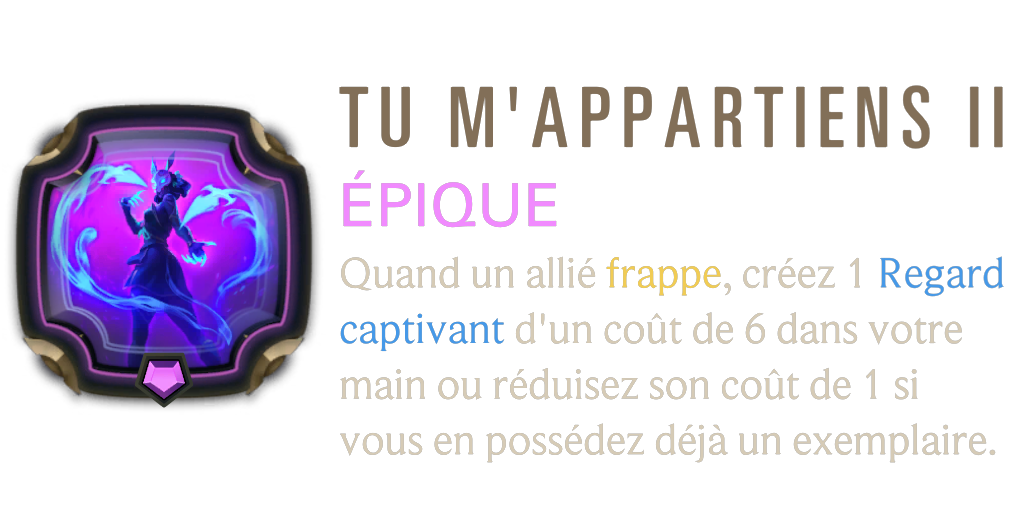 TU M'APPARTIENS II
ÉPIQUE
Quand un allié frappe, créez 1 Regard
captivant d'un coût de 6 dans votre
main ou réduisez son coût de 1 si
vous en possédez déjà un exemplaire.